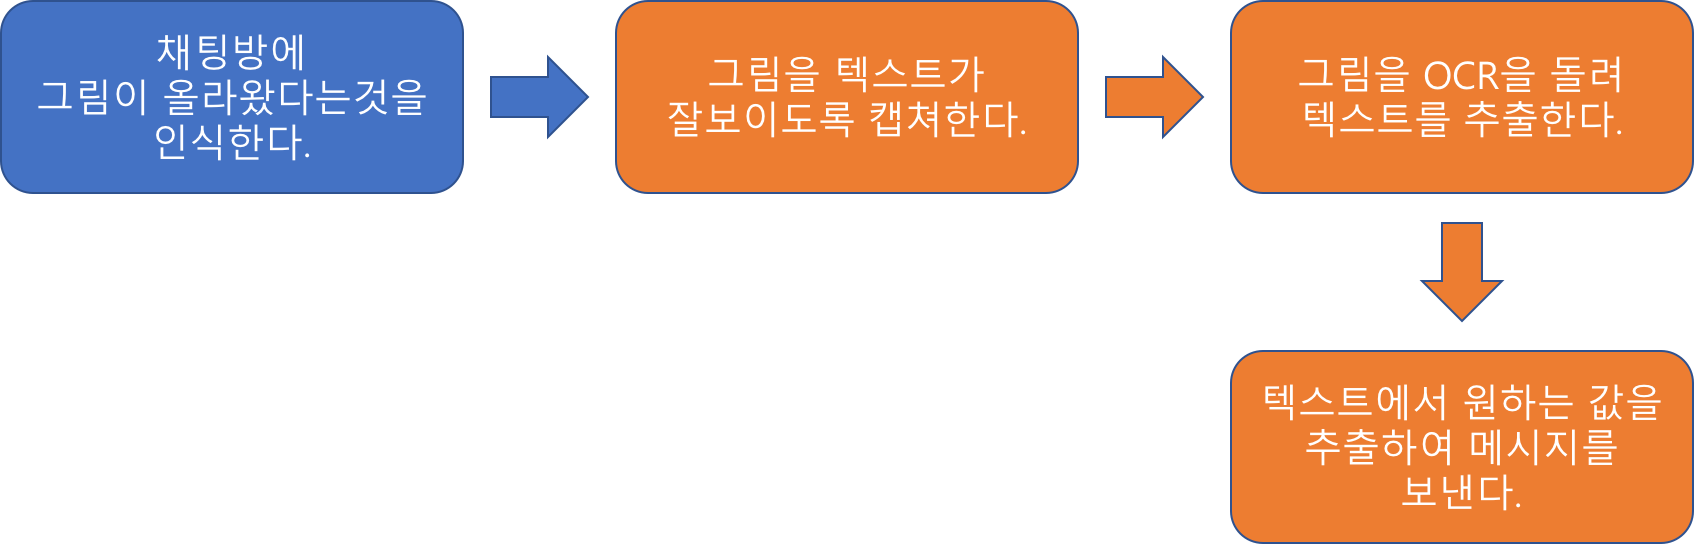 채팅방에
그림이 올라왔다는것을
인식한다.
그림을 텍스트가
잘보이도록 캡쳐한다.
그림을 OCR을 돌려
텍스트를 추출한다.
텍스트에서 원하는 값을
추출하여 메시지를
보낸다.